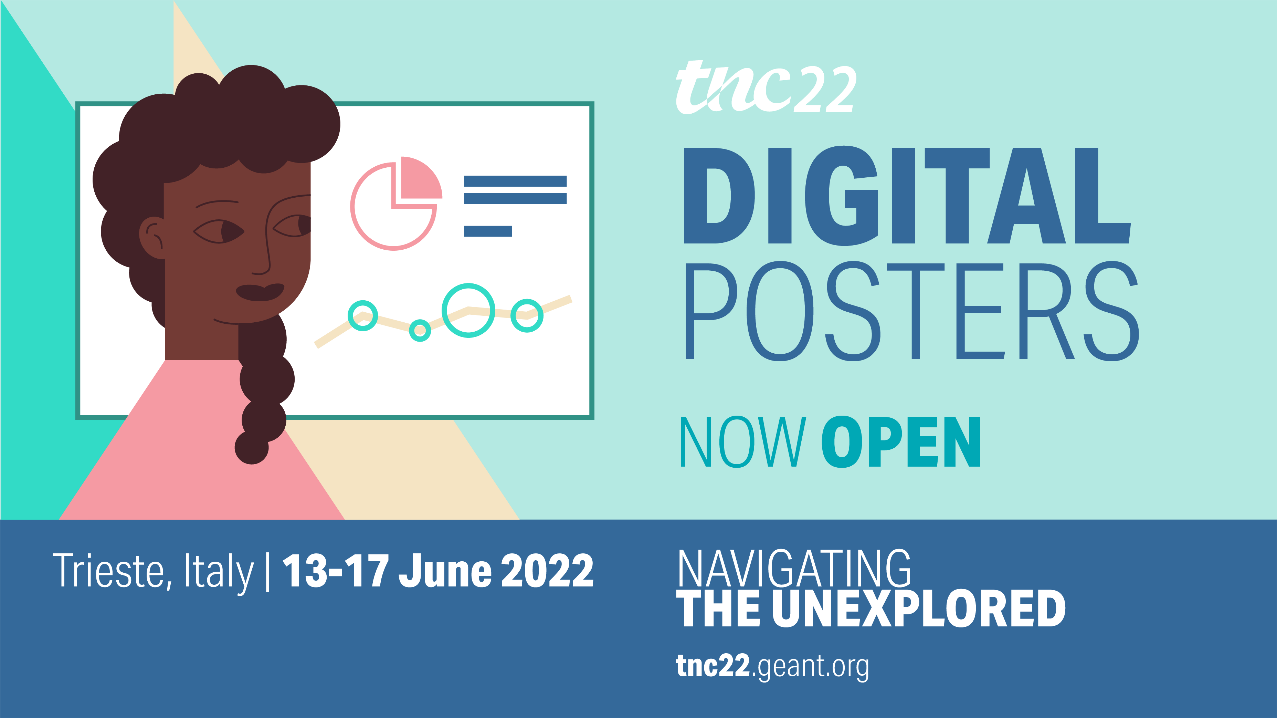 tnc22
DIGITAL
POSTERS
NOW OPEN
Trieste, Italy | 13-17 June 2022
NAVIGATING
THE UNEXPLORED
tnc22.geant.org